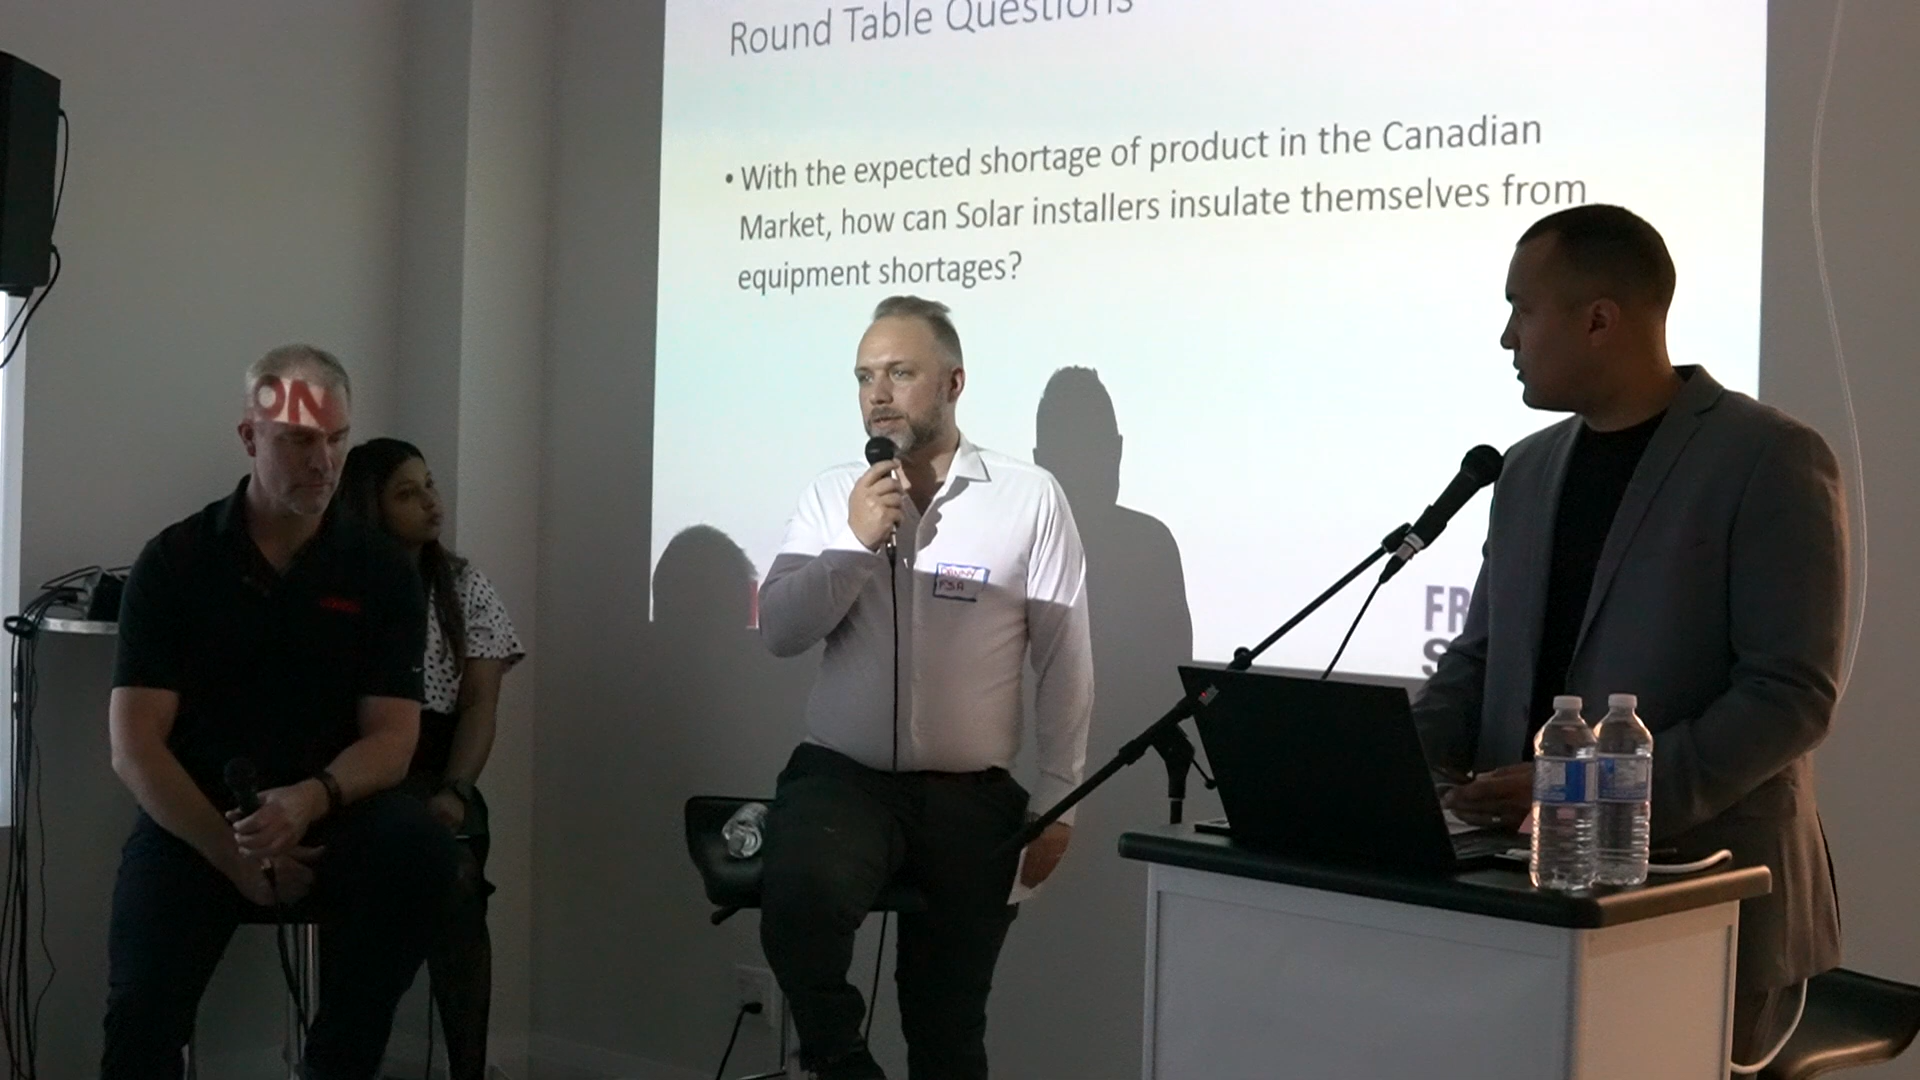 Round Table Questions
• With the expected shortage of product in the Canadian
Market, how can Solar installers insulate themselves from
equipment shortages?
ON
FSA
FR
S